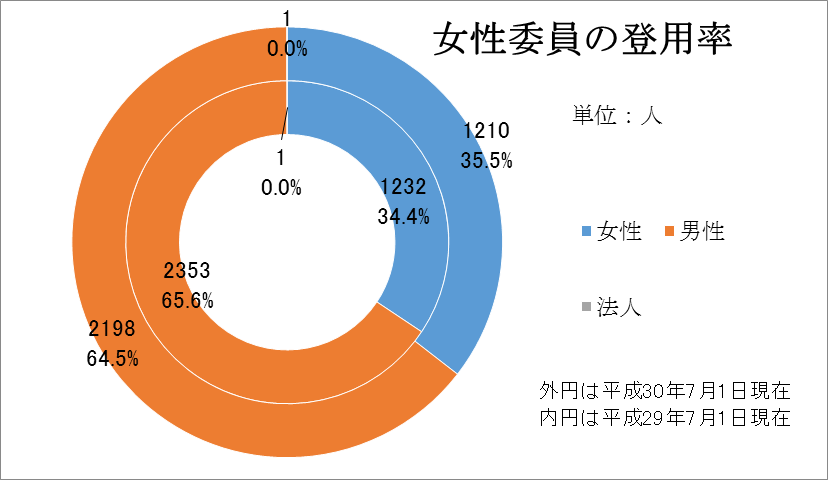 女性委員の登用率
単位：人
1
0.0%
1210
35.5%
1
0.0%
1232
34.4%
2353
65.6%
2198
64.5%
女性 男性
法人
外円は平成30年7月1日現在
内円は平成29年7月1日現在